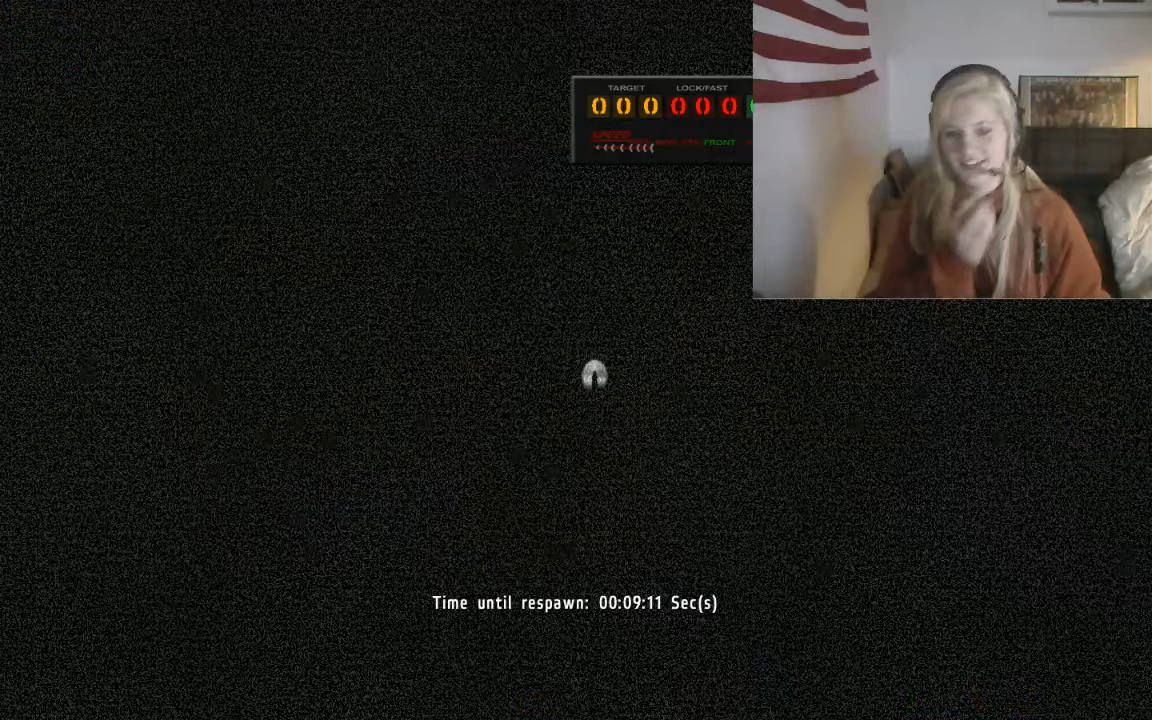 TARGET LOCK/FAST
000 000
SPEED FRONT
Time until respawn: 00:09:11 Sec(s)